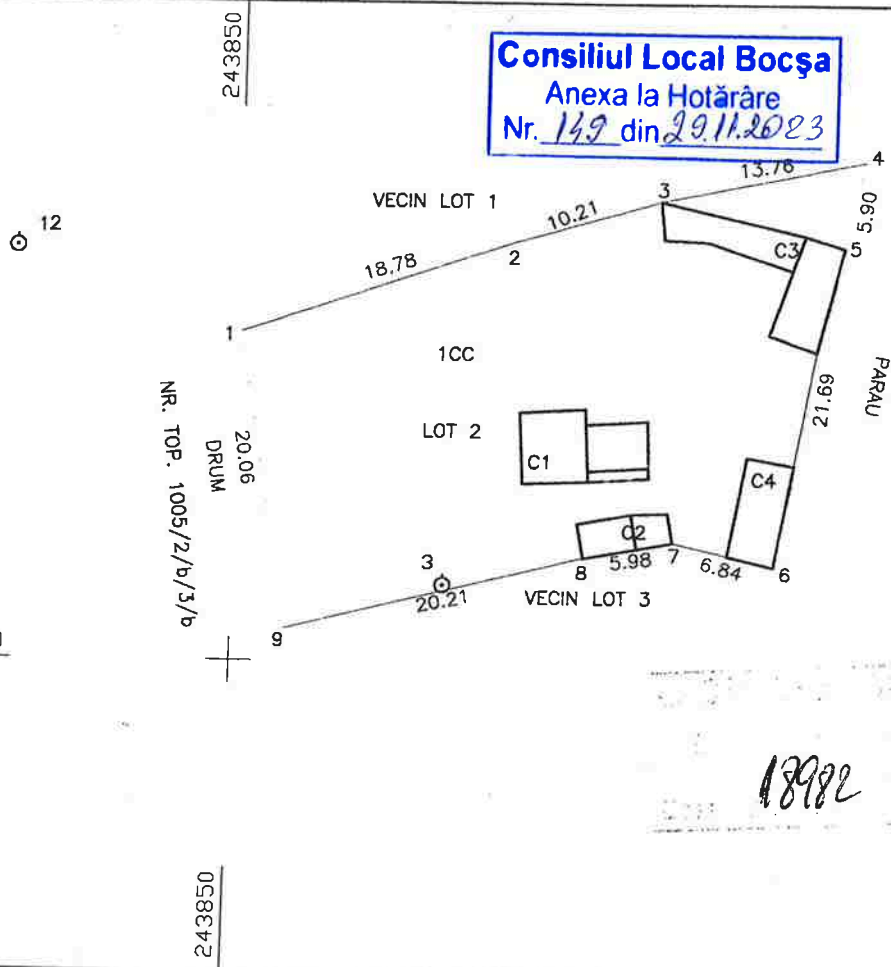 243850
Consiliul Local Bocşa
Anexa la Hotărâre
Nr. 149 din 29.11.2023
4
13.76
3
5.90
VECIN LOT 1
10.21
12
C3
5
2
18,78
1
1CC
PARAU
21.69
NR. TOP. 1005/2/b/3/b
DRUM
20.06
LOT 2
C1
C4
C2
3
8
5.98
7
6.84
6
20.21
VECIN LOT 3
9
18982
243850